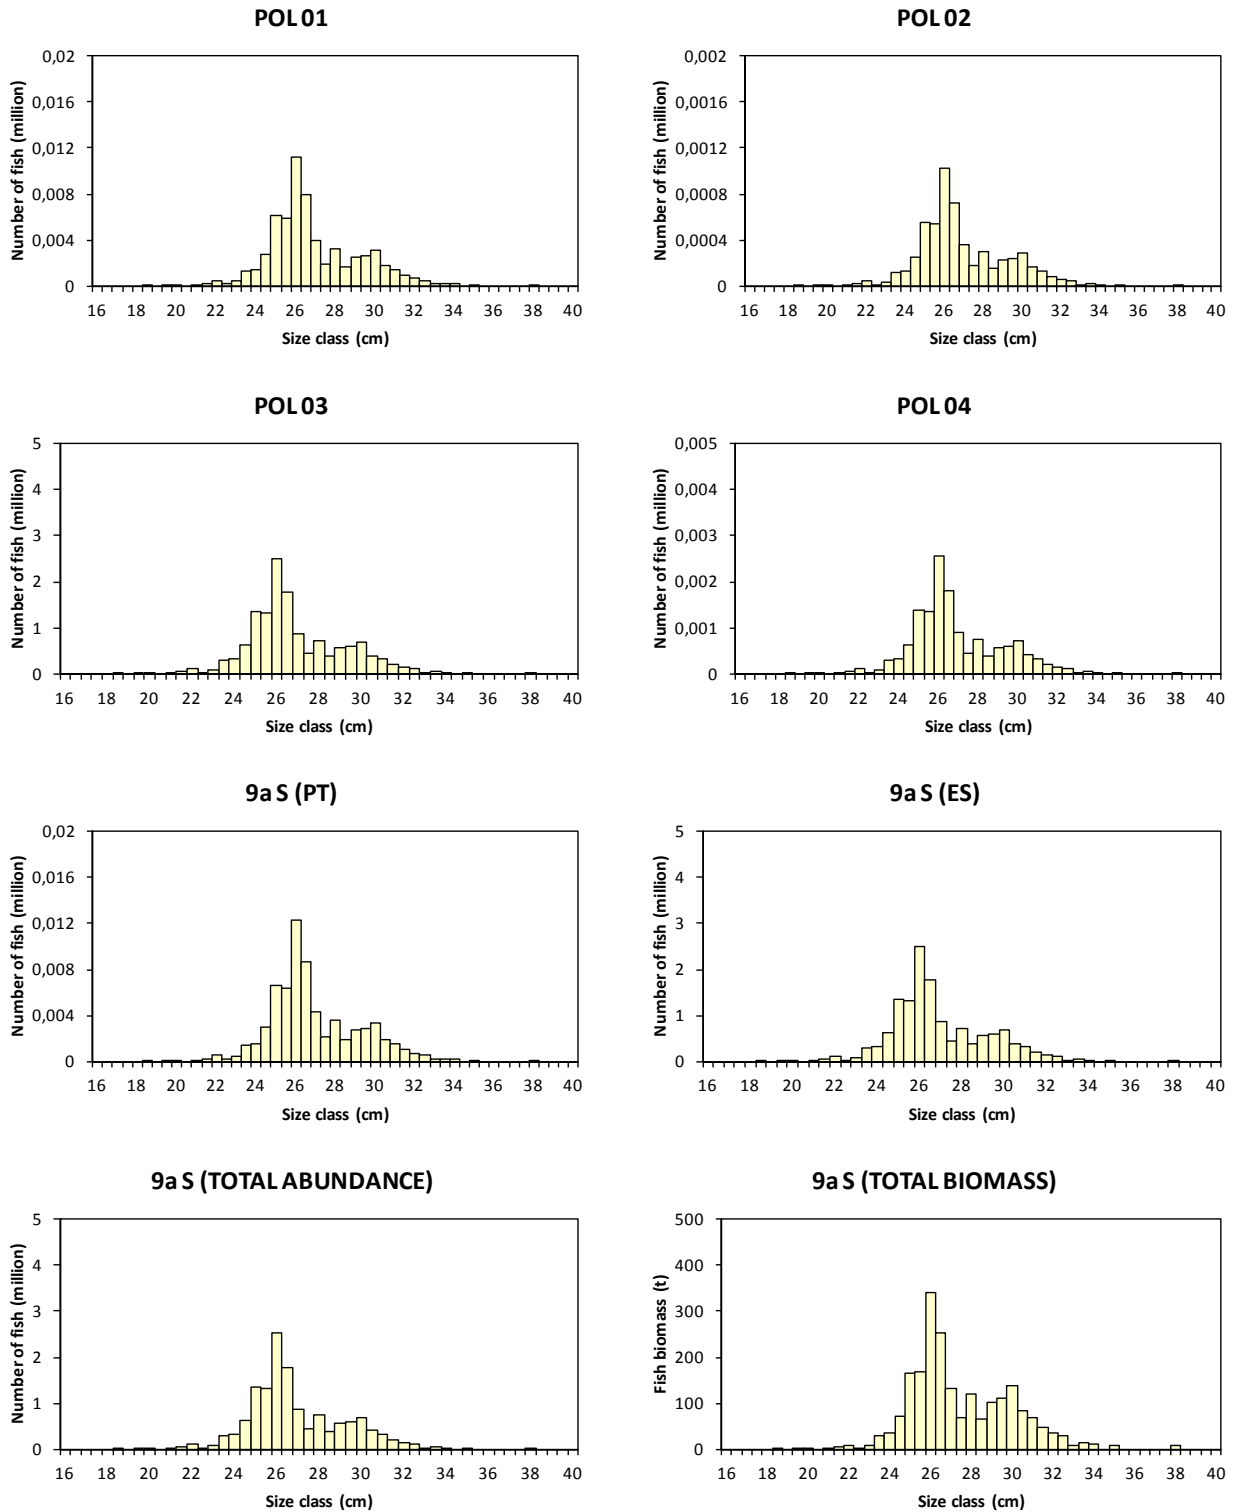 POL 01
POL 02
Number of fish (million)
0,02
0,016
0,012
0,008
0,004
0
16 18 20 22 24 26 28 30 32 34 36 38 40
Size class (cm)
Number of fish (million)
0,002
0,0016
0,0012
0,0008
0,0004
0
16 18 20 22 24 26 28 30 32 34 36 38 40
Size class (cm)
POL 03
POL 04
Number of fish (million)
5
4
3
2
1
0
16 18 20 22 24 26 28 30 32 34 36 38 40
Size class (cm)
Number of fish (million)
0,005
0,004
0,003
0,002
0,001
0
16 18 20 22 24 26 28 30 32 34 36 38 40
Size class (cm)
9a S (PT)
9a S (ES)
Number of fish (million)
0,02
0,016
0,012
0,008
0,004
0
16 18 20 22 24 26 28 30 32 34 36 38 40
Size class (cm)
Number of fish (million)
5
4
3
2
1
0
16 18 20 22 24 26 28 30 32 34 36 38 40
Size class (cm)
9a S (TOTAL ABUNDANCE)
9a S (TOTAL BIOMASS)
Number of fish (million)
5
4
3
2
1
0
16 18 20 22 24 26 28 30 32 34 36 38 40
Size class (cm)
Fish biomass (t)
500
400
300
200
100
0
16 18 20 22 24 26 28 30 32 34 36 38 40
Size class (cm)